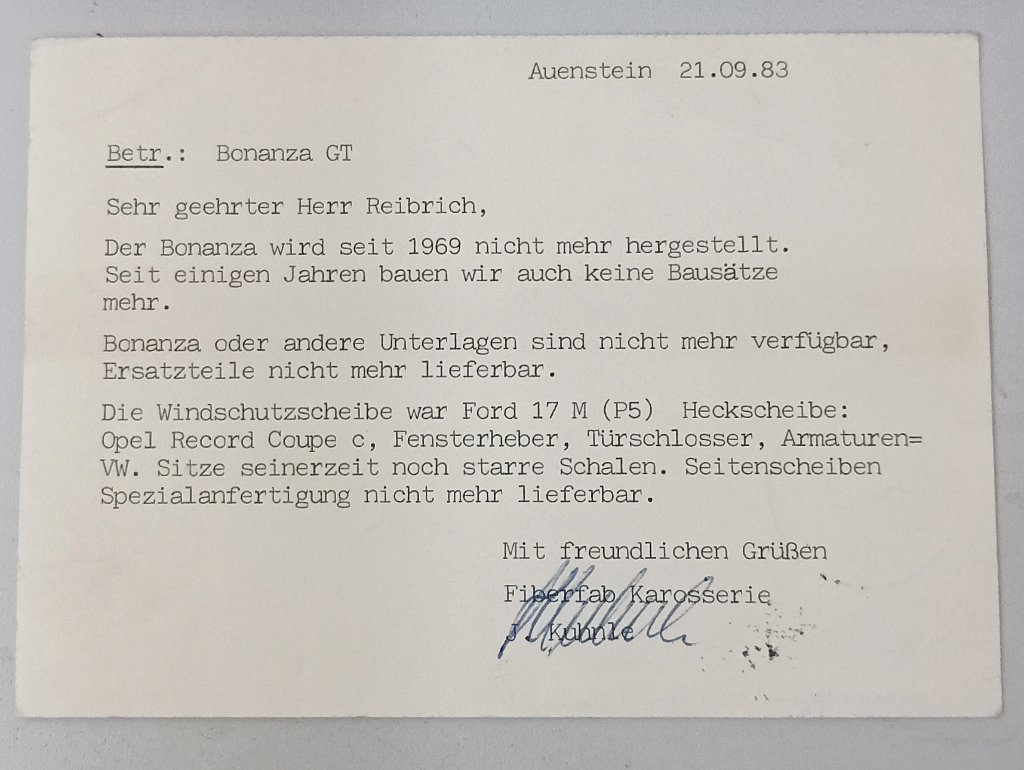 Auenstein 21.09.83
Betr.: Bonanza GT
Sehr geehrter Herr Reibrich,
Der Bonanza wird seit 1969 nicht mehr hergestellt.
Seit einigen Jahren bauen wir auch keine Bausätze
mehr.
Bonanza oder andere Unterlagen sind nicht mehr verfügbar,
Ersatzteile nicht mehr lieferbar.
Die Windschutzscheibe war Ford 17 M (P5) Heckscheibe:
Opel Record Coupe c, Fensterheber, Türschlosser, Armaturen=
VW. Sitze seinerzeit noch starre Schalen. Seitenscheiben
Spezialanfertigung nicht mehr lieferbar.
Mit freundlichen Grüßen
Fiberfab Karosserie
J. Kuhnle